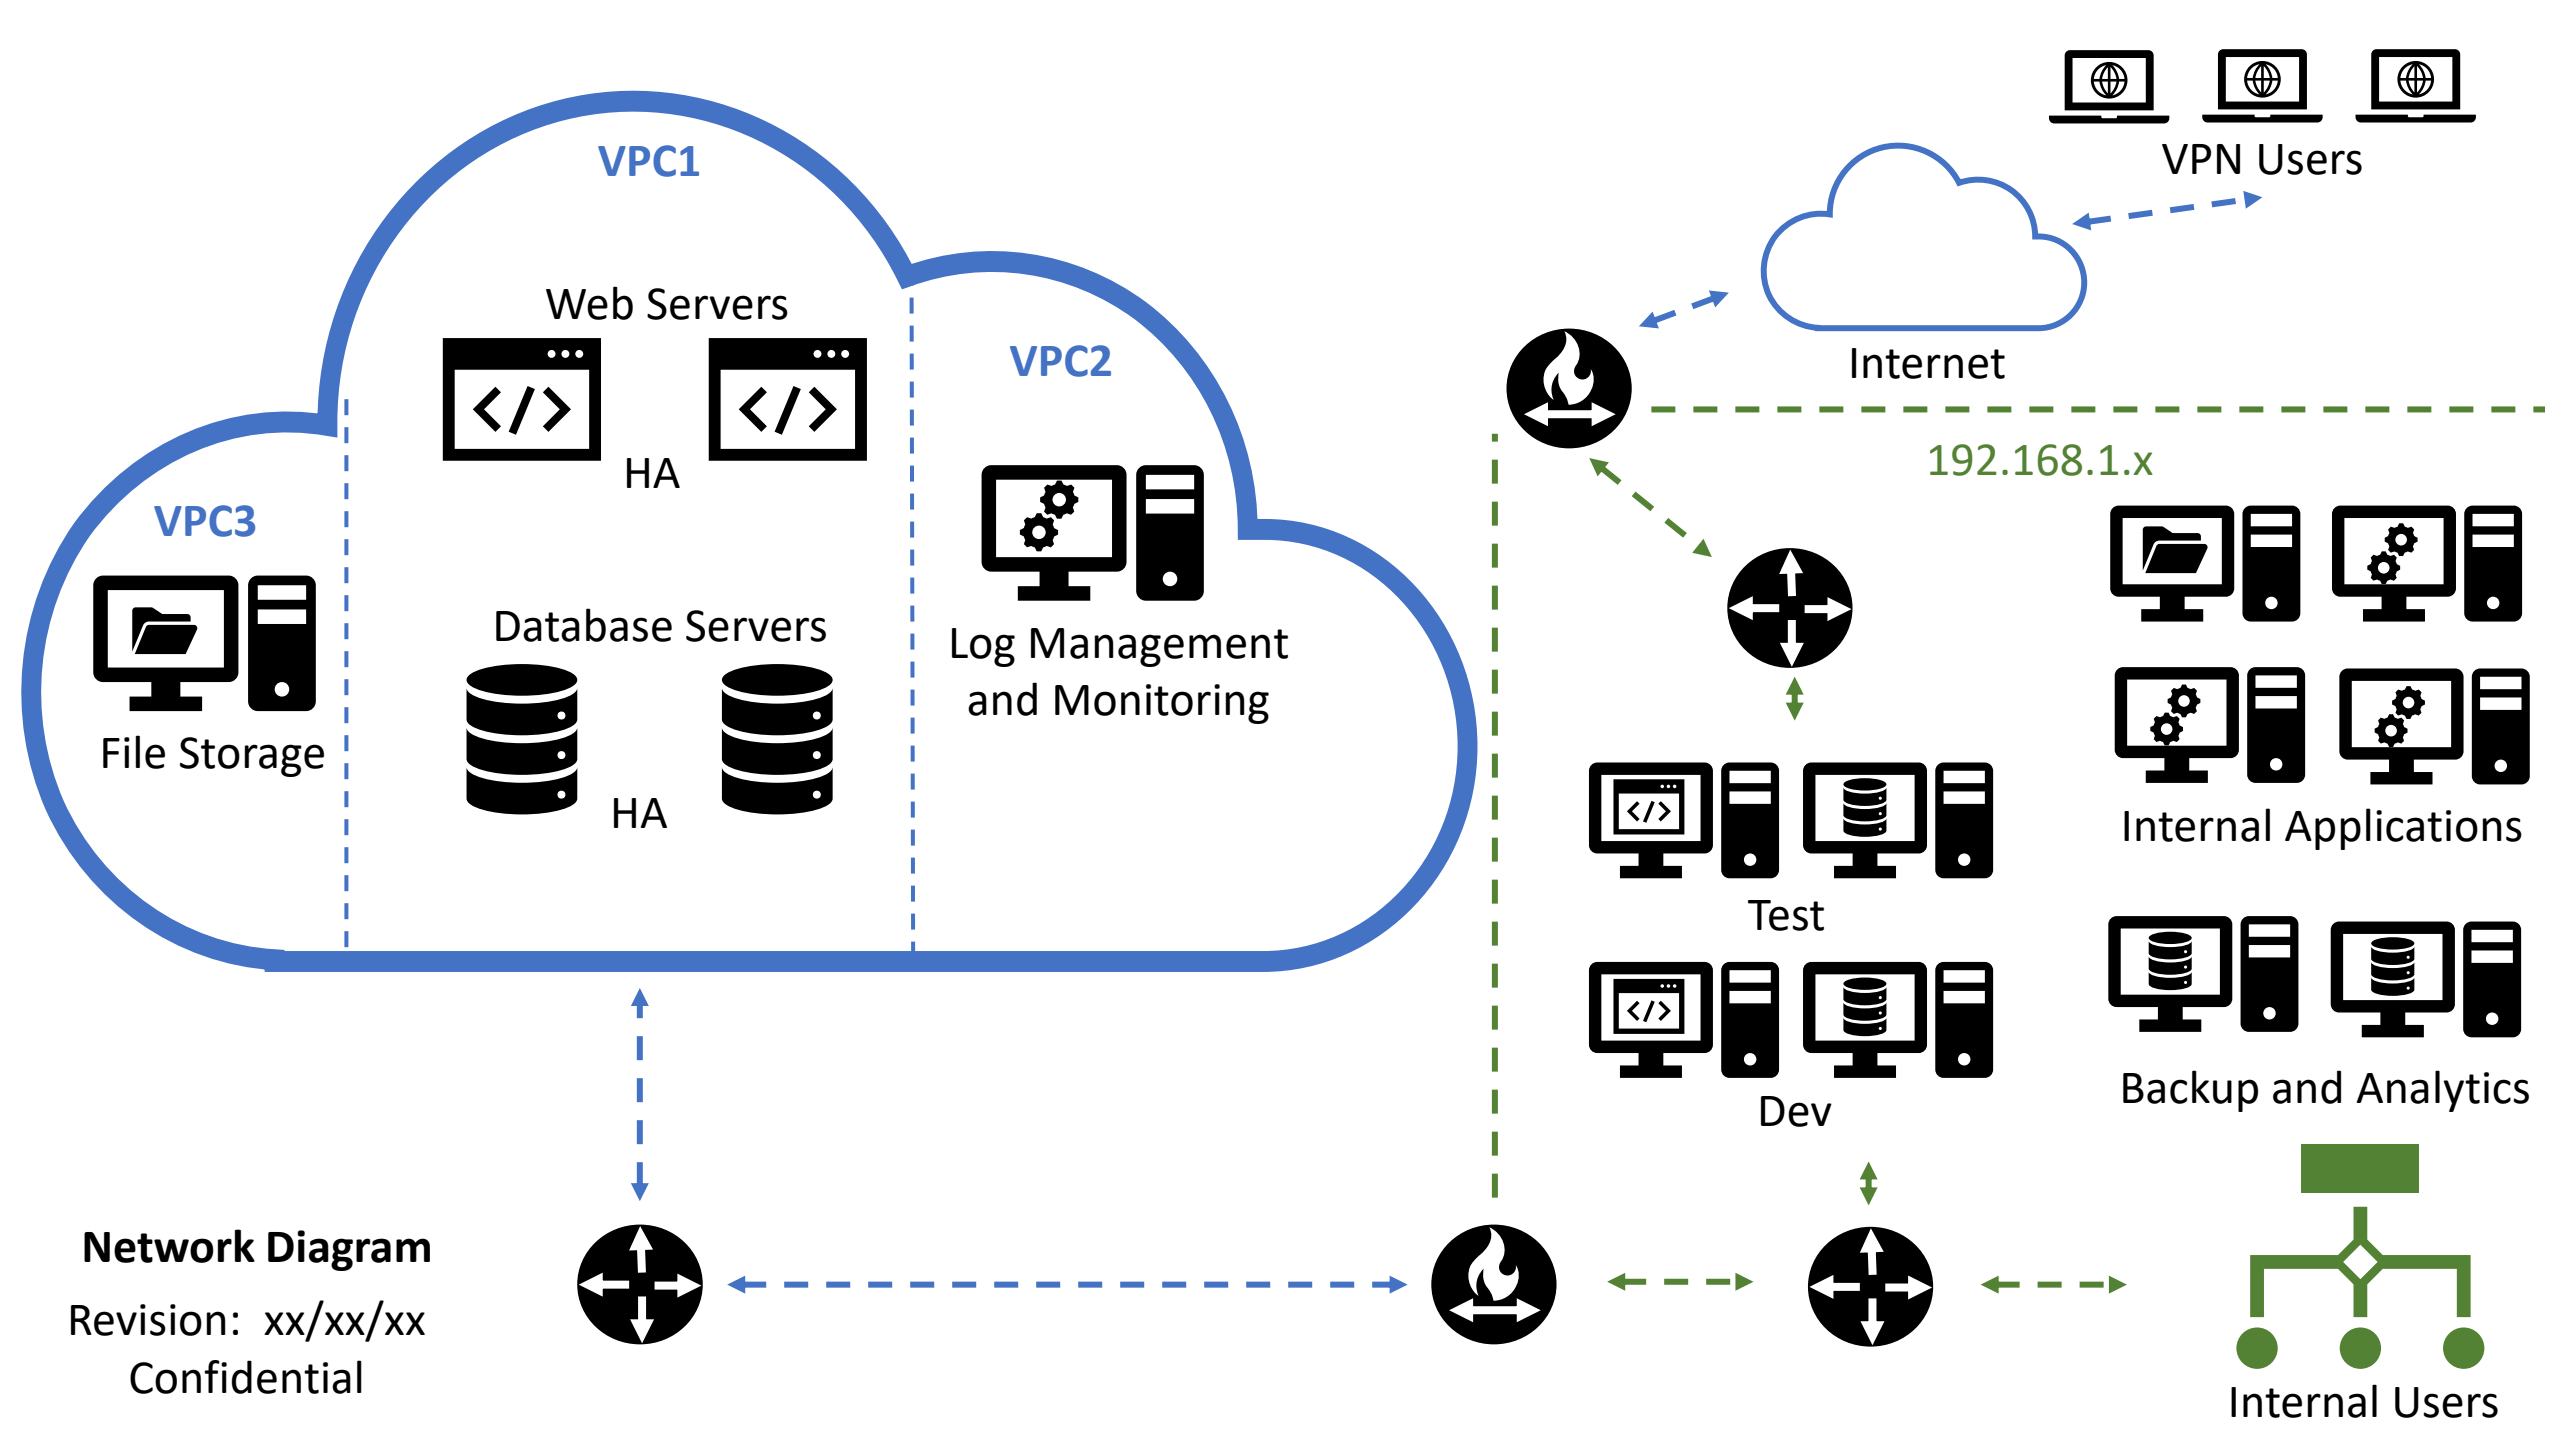 VPN Users
VPC1
Web Servers
HA
VPC2
Internet
192.168.1.x
VPC3
File Storage
Database Servers
HA
Log Management
and Monitoring
Internal Applications
Test
Backup and Analytics
Dev
Network Diagram
Revision:  xx/xx/xx
Confidential
Internal Users